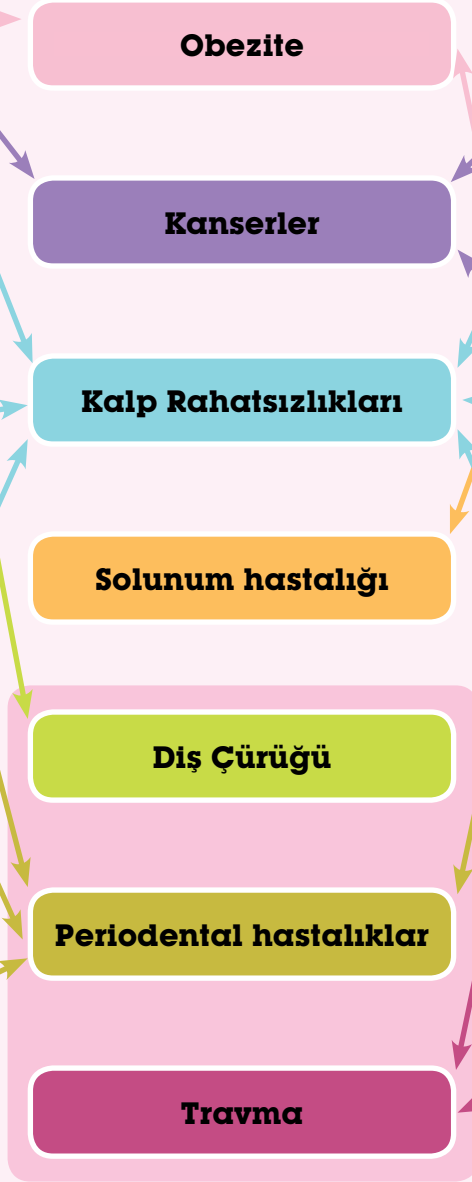 Obezite
Kanserler
Kalp Rahatsızlıkları
Solunum hastalığı
Diş Çürüğü
Periodental hastalıklar
Travma